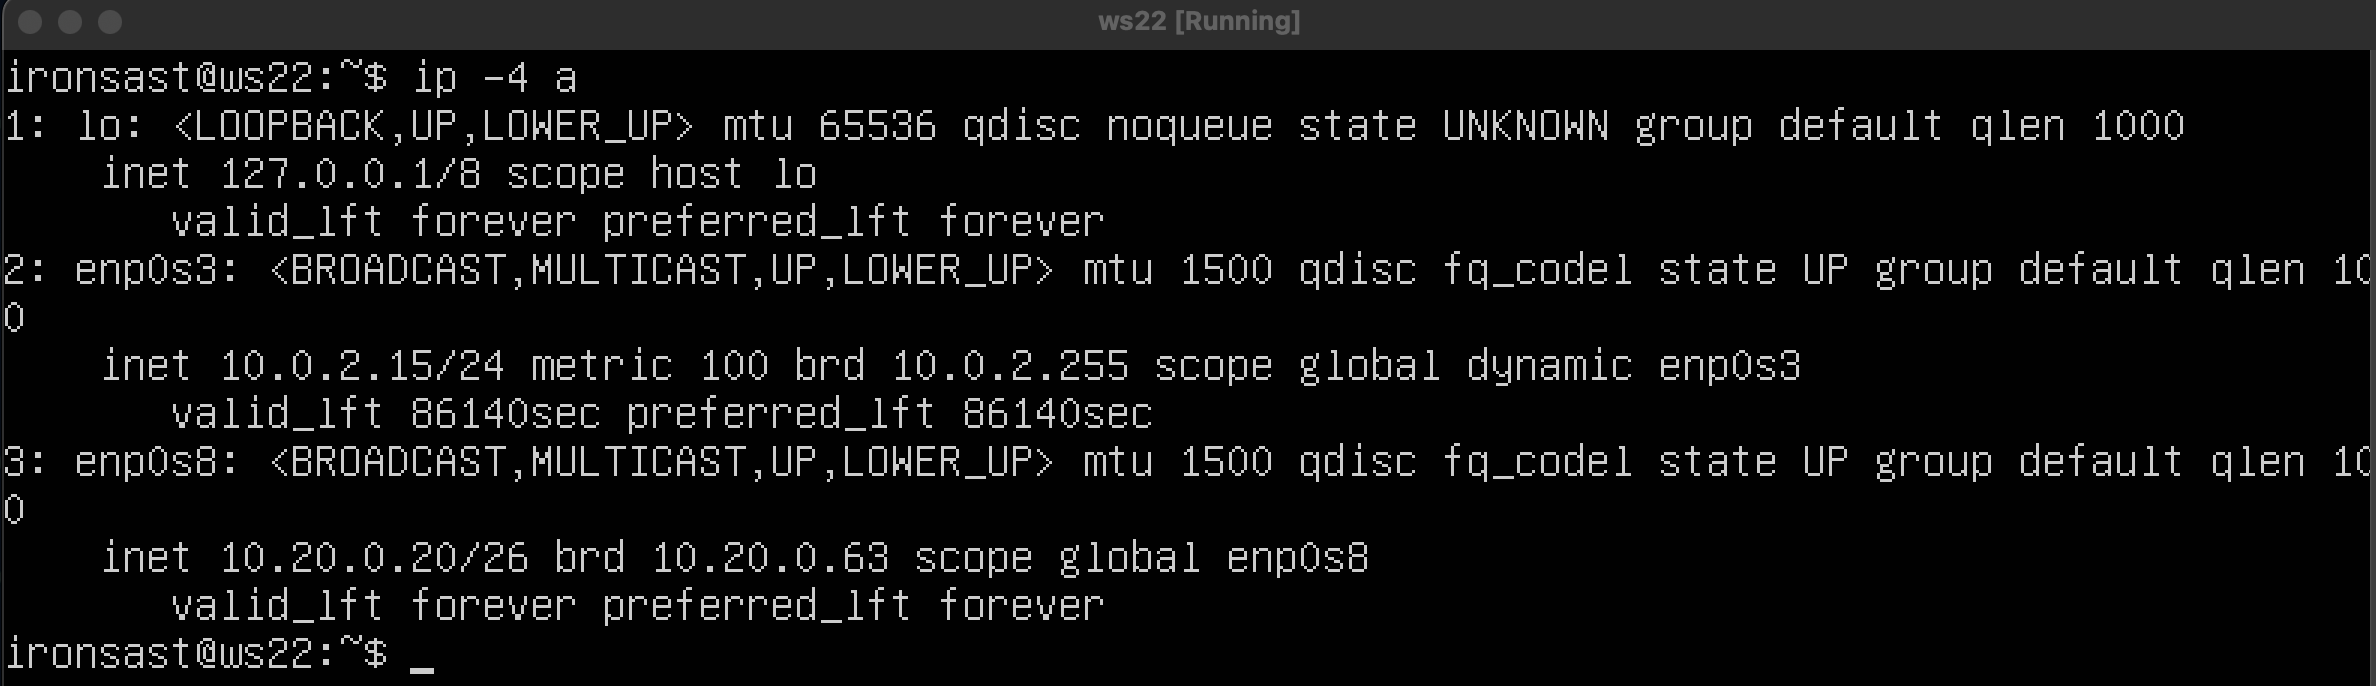 ws22 [Running]
ironsast@ws22:~$ ip -4 a
1: lo: <LOOPBACK,UP,LOWER_UP> mtu 65536 qdisc noqueue state UNKNOWN group default qlen 1000
    inet 127.0.0.1/8 scope host lo
       valid_lft forever preferred_lft forever
2: enp0s3: <BROADCAST,MULTICAST,UP,LOWER_UP> mtu 1500 qdisc fq_codel state UP group default qlen 10
0
    inet 10.0.2.15/24 metric 100 brd 10.0.2.255 scope global dynamic enp0s3
       valid_lft 86140sec preferred_lft 86140sec
3: enp0s8: <BROADCAST,MULTICAST,UP,LOWER_UP> mtu 1500 qdisc fq_codel state UP group default qlen 10
0
    inet 10.20.0.20/26 brd 10.20.0.63 scope global enp0s8
       valid_lft forever preferred_lft forever
ironsast@ws22:~$ _